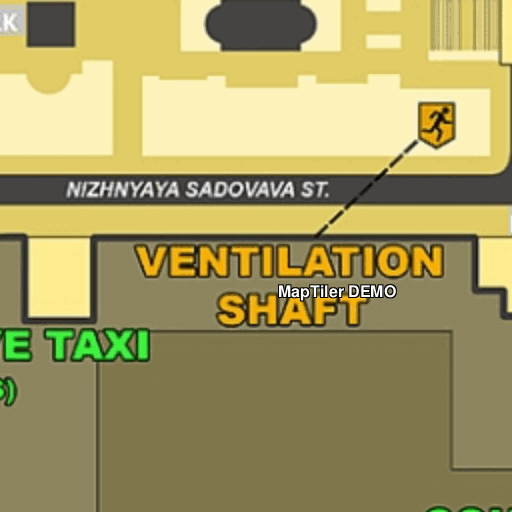 NIZHNYAYA SADOVAVA ST.
VENTILATION
MapTiler DEMO
SHAFT
E TAXI